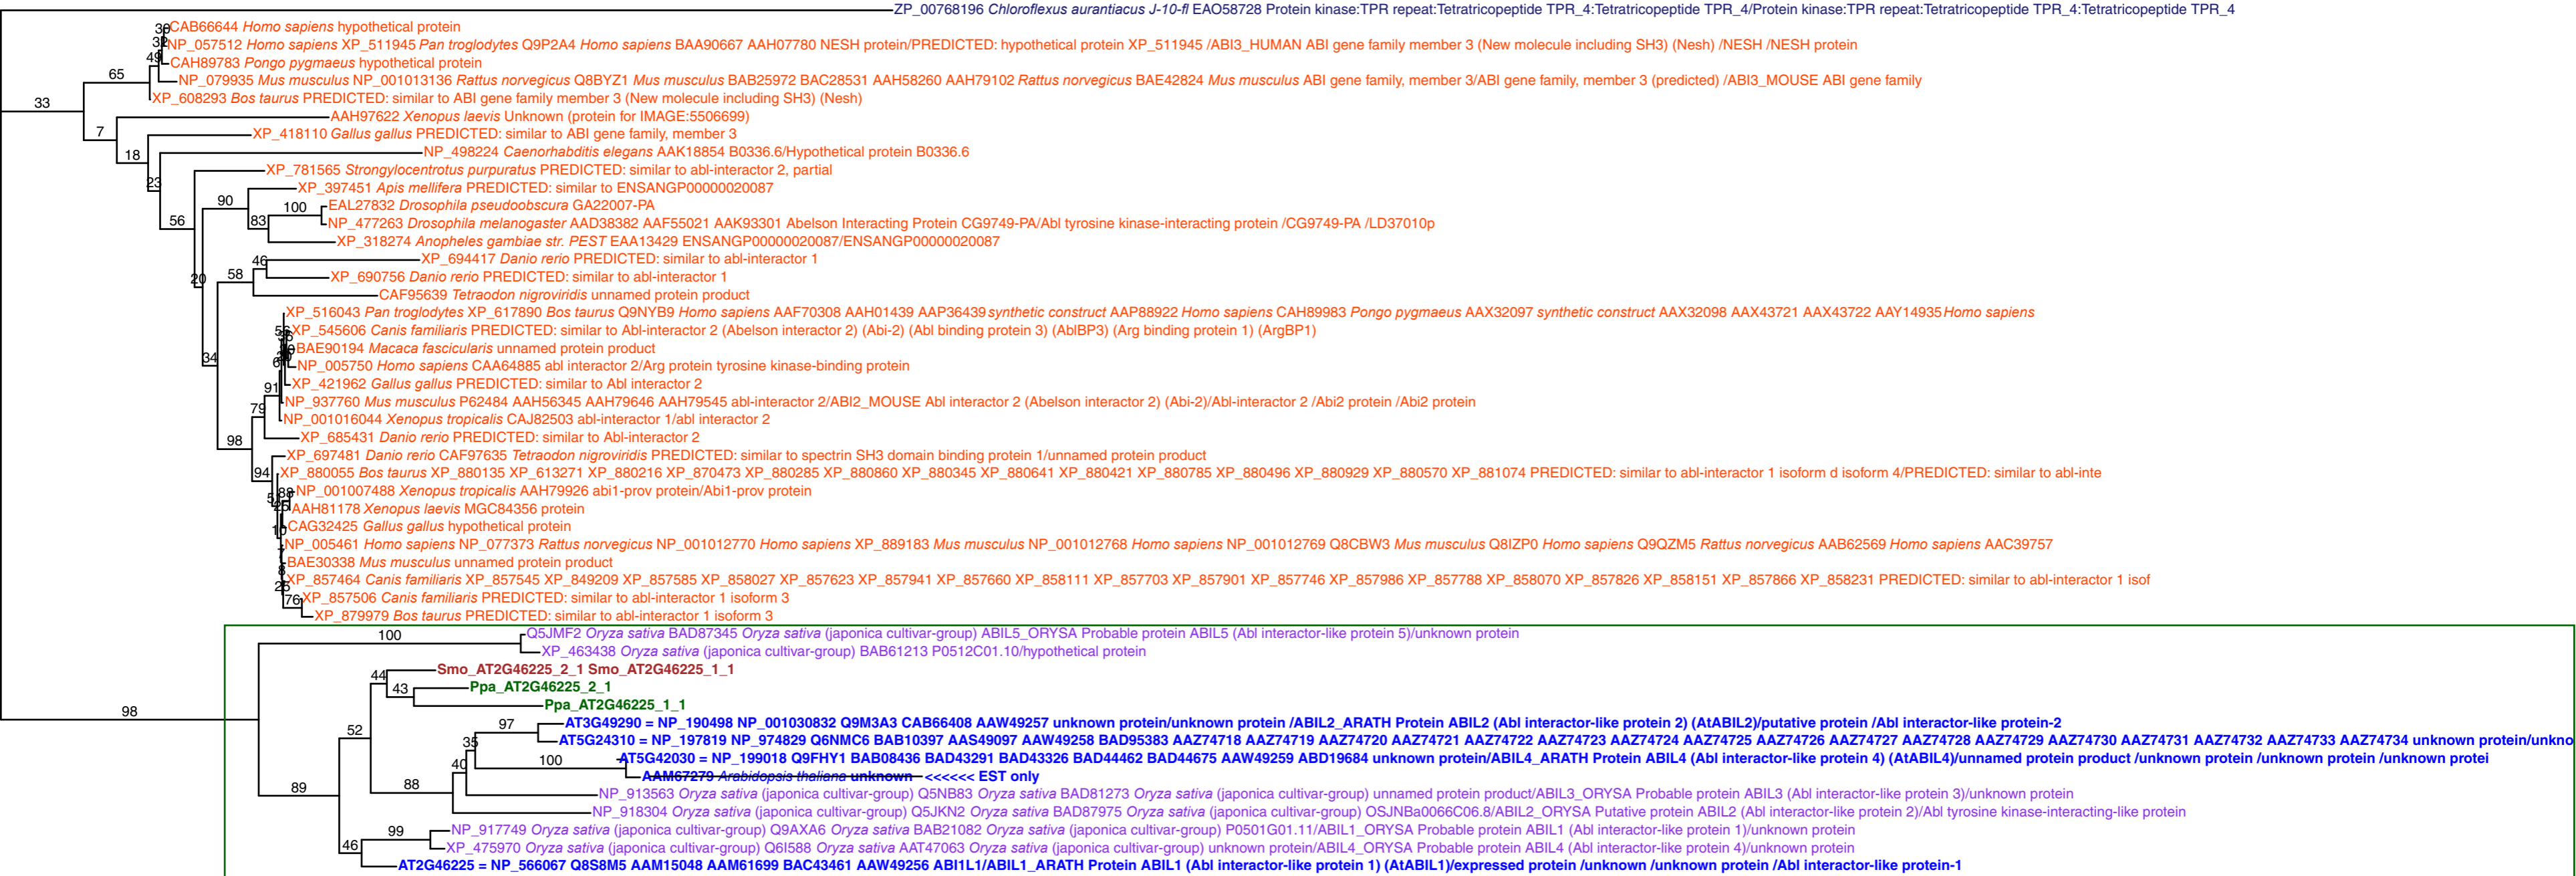 ZP_00768196 Chloroflexus aurantiacus J-10-fl EAO58728 Protein kinase:TPR repeat:Tetratricopeptide TPR_4:Tetratricopeptide TPR_4/Protein kinase:TPR repeat:Tetratricopeptide TPR_4:Tetratricopeptide TPR_4
CAB66644 Homo sapiens hypothetical protein
NP_057512 Homo sapiens XP_511945 Pan troglodytes Q9P2A4 Homo sapiens BAA90667 AAH07780 NESH protein/PREDICTED: hypothetical protein XP_511945 /ABI3_HUMAN ABI gene family member 3 (New molecule including SH3) (Nesh) /NESH /NESH protein
49 CAH89783 Pongo pygmaeus hypothetical protein
65 NP_079935 Mus musculus NP_001013136 Rattus norvegicus Q8BYZ1 Mus musculus BAB25972 BAC28531 AAH58260 AAH79102 Rattus norvegicus BAE42824 Mus musculus ABI gene family, member 3/ABI gene family, member 3 (predicted) /ABI3_MOUSE ABI gene family
XP_608293 Bos taurus PREDICTED: similar to ABI gene family member 3 (New molecule including SH3) (Nesh)
33
AAH97622 Xenopus laevis Unknown (protein for IMAGE:5506699)
7 XP_418110 Gallus gallus PREDICTED: similar to ABI gene family, member 3
18 NP_498224 Caenorhabditis elegans AAK18854 B0336.6/Hypothetical protein B0336.6
23 XP_781565 Strongylocentrotus purpuratus PREDICTED: similar to abl-interactor 2, partial
XP_397451 Apis mellifera PREDICTED: similar to ENSANGP00000020087
90 100 EAL27832 Drosophila pseudoobscura GA22007-PA
56 83 NP_477263 Drosophila melanogaster AAD38382 AAF55021 AAK93301 Abelson Interacting Protein CG9749-PA/Abl tyrosine kinase-interacting protein /CG9749-PA /LD37010p
XP_318274 Anopheles gambiae str. PEST EAA13429 ENSANGP00000020087/ENSANGP00000020087
46 XP_694417 Danio rerio PREDICTED: similar to abl-interactor 1
20 58 XP_690756 Danio rerio PREDICTED: similar to abl-interactor 1
CAF95639 Tetraodon nigroviridis unnamed protein product
XP_516043 Pan troglodytes XP_617890 Bos taurus Q9NYB9 Homo sapiens AAF70308 AAH01439 AAP36439 synthetic construct AAP88922 Homo sapiens CAH89983 Pongo pygmaeus AAX32097 synthetic construct AAX32098 AAX43721 AAX43722 AAY14935 Homo sapiens
XP_545606 Canis familiaris PREDICTED: similar to Abl-interactor 2 (Abelson interactor 2) (Abi-2) (Abl binding protein 3) (AblBP3) (Arg binding protein 1) (ArgBP1)
BAE90194 Macaca fascicularis unnamed protein product
34 NP_005750 Homo sapiens CAA64885 abl interactor 2/Arg protein tyrosine kinase-binding protein
91 XP_421962 Gallus gallus PREDICTED: similar to Abl interactor 2
NP_937760 Mus musculus P62484 AAH56345 AAH79646 AAH79545 abl-interactor 2/ABI2_MOUSE Abl interactor 2 (Abelson interactor 2) (Abi-2)/Abl-interactor 2 /Abi2 protein /Abi2 protein
79 NP_001016044 Xenopus tropicalis CAJ82503 abl-interactor 1/abl interactor 2
98 XP_685431 Danio rerio PREDICTED: similar to Abl-interactor 2
XP_697481 Danio rerio CAF97635 Tetraodon nigroviridis PREDICTED: similar to spectrin SH3 domain binding protein 1/unnamed protein product
94 XP_880055 Bos taurus XP_880135 XP_613271 XP_880216 XP_870473 XP_880285 XP_880860 XP_880345 XP_880641 XP_880421 XP_880785 XP_880496 XP_880929 XP_880570 XP_881074 PREDICTED: similar to abl-interactor 1 isoform d isoform 4/PREDICTED: similar to abl-inte
NP_001007488 Xenopus tropicalis AAH79926 abi1-prov protein/Abi1-prov protein
AAH81178 Xenopus laevis MGC84356 protein
CAG32425 Gallus gallus hypothetical protein
NP_005461 Homo sapiens NP_077373 Rattus norvegicus NP_001012770 Homo sapiens XP_889183 Mus musculus NP_001012768 Homo sapiens NP_001012769 Q8CBW3 Mus musculus Q8IZP0 Homo sapiens Q9QZM5 Rattus norvegicus AAB62569 Homo sapiens AAC39757
BAE30338 Mus musculus unnamed protein product
XP_857464 Canis familiaris XP_857545 XP_849209 XP_857585 XP_858027 XP_857623 XP_857941 XP_857660 XP_858111 XP_857703 XP_857901 XP_857746 XP_857986 XP_857788 XP_858070 XP_857826 XP_858151 XP_857866 XP_858231 PREDICTED: similar to abl-interactor 1 isof
76 XP_857506 Canis familiaris PREDICTED: similar to abl-interactor 1 isoform 3
XP_879979 Bos taurus PREDICTED: similar to abl-interactor 1 isoform 3
100 Q5JMF2 Oryza sativa BAD87345 Oryza sativa (japonica cultivar-group) ABIL5_ORYSA Probable protein ABIL5 (Abl interactor-like protein 5)/unknown protein
XP_463438 Oryza sativa (japonica cultivar-group) BAB61213 P0512C01.10/hypothetical protein
44 Smo_AT2G46225_2_1 Smo_AT2G46225_1_1
43 Ppa_AT2G46225_2_1
Ppa_AT2G46225_1_1
98
52 97 AT3G49290 = NP_190498 NP_001030832 Q9M3A3 CAB66408 AAW49257 unknown protein/unknown protein /ABIL2_ARATH Protein ABIL2 (Abl interactor-like protein 2) (AtABIL2)/putative protein /Abl interactor-like protein-2
35 AT5G24310 = NP_197819 NP_974829 Q6NMC6 BAB10397 AAS49097 AAW49258 BAD95383 AAZ74718 AAZ74719 AAZ74720 AAZ74721 AAZ74722 AAZ74723 AAZ74724 AAZ74725 AAZ74726 AAZ74727 AAZ74728 AAZ74729 AAZ74730 AAZ74731 AAZ74732 AAZ74733 AAZ74734 unknown protein/unkno
40 100 AT5G42030 = NP_199018 Q9FHY1 BAB08436 BAD43291 BAD43326 BAD44462 BAD44675 AAW49259 ABD19684 unknown protein/ABIL4_ARATH Protein ABIL4 (Abl interactor-like protein 4) (AtABIL4)/unnamed protein product /unknown protein /unknown protein /unknown protei
AAM67279 Arabidopsis thaliana unknown <<<<<< EST only
89 88 NP_913563 Oryza sativa (japonica cultivar-group) Q5NB83 Oryza sativa BAD81273 Oryza sativa (japonica cultivar-group) unnamed protein product/ABIL3_ORYSA Probable protein ABIL3 (Abl interactor-like protein 3)/unknown protein
NP_918304 Oryza sativa (japonica cultivar-group) Q5JKN2 Oryza sativa BAD87975 Oryza sativa (japonica cultivar-group) OSJNBa0066C06.8/ABIL2_ORYSA Putative protein ABIL2 (Abl interactor-like protein 2)/Abl tyrosine kinase-interacting-like protein
99 NP_917749 Oryza sativa (japonica cultivar-group) Q9AXA6 Oryza sativa BAB21082 Oryza sativa (japonica cultivar-group) P0501G01.11/ABIL1_ORYSA Probable protein ABIL1 (Abl interactor-like protein 1)/unknown protein
46 XP_475970 Oryza sativa (japonica cultivar-group) Q6I588 Oryza sativa AAT47063 Oryza sativa (japonica cultivar-group) unknown protein/ABIL4_ORYSA Probable protein ABIL4 (Abl interactor-like protein 4)/unknown protein
AT2G46225 = NP_566067 Q8S8M5 AAM15048 AAM61699 BAC43461 AAW49256 ABI1L1/ABIL1_ARATH Protein ABIL1 (Abl interactor-like protein 1) (AtABIL1)/expressed protein /unknown /unknown protein /Abl interactor-like protein-1